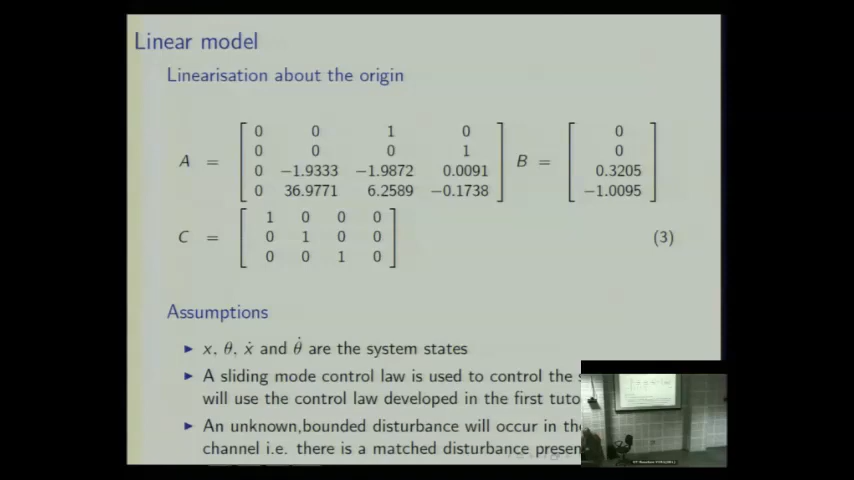 Linear model
Linearisation about the origin
A = [ 0 0 1 0
0 0 0 1
0 −1.9333 −1.9872 0.0091
0 36.9771 6.2589 −0.1738 ] B = [ 0
0
0.3205
−1.0095 ]
C = [ 1 0 0 0
0 1 0 0
0 0 1 0 ] (3)
Assumptions
▶ x, θ, ẋ and θ̇ are the system states
▶ A sliding mode control law is used to control the
will use the control law developed in the first
▶ An unknown,bounded disturbance will occur in
channel i.e. there is a matched disturbance